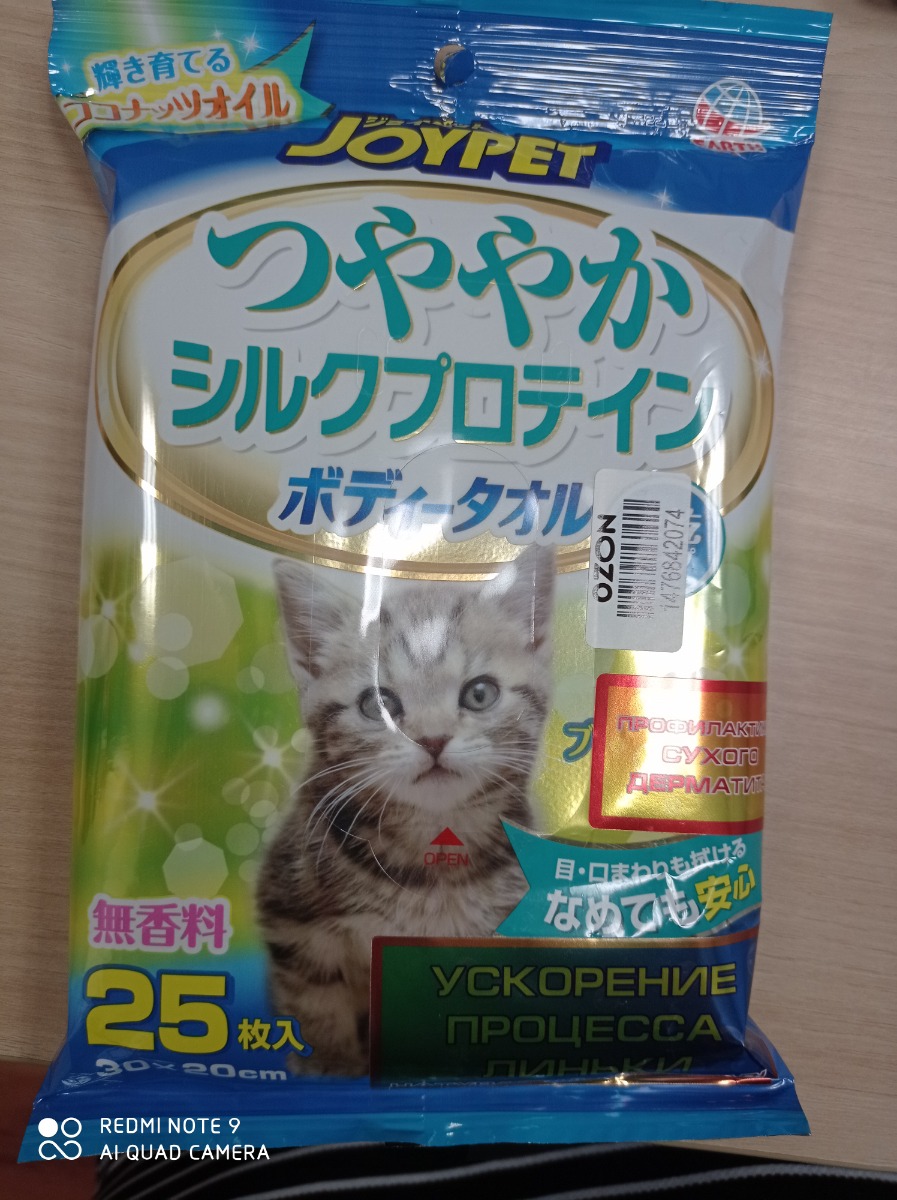 輝き育てる
ココナッツオイル
JOYPET
EARTH
つややか
シルクプロテイン
ボディータオル
OZON
1476842074
ПРОФИЛАКТИ
СУХОГО
ДЕРМАТИТ
OPEN
目・口まわりも拭ける
なめても安心
無香料
25枚入
30×20cm
УСКОРЕНИЕ
ПРОЦЕССА
ЛИНЬКИ
REDMI NOTE 9
AI QUAD CAMERA